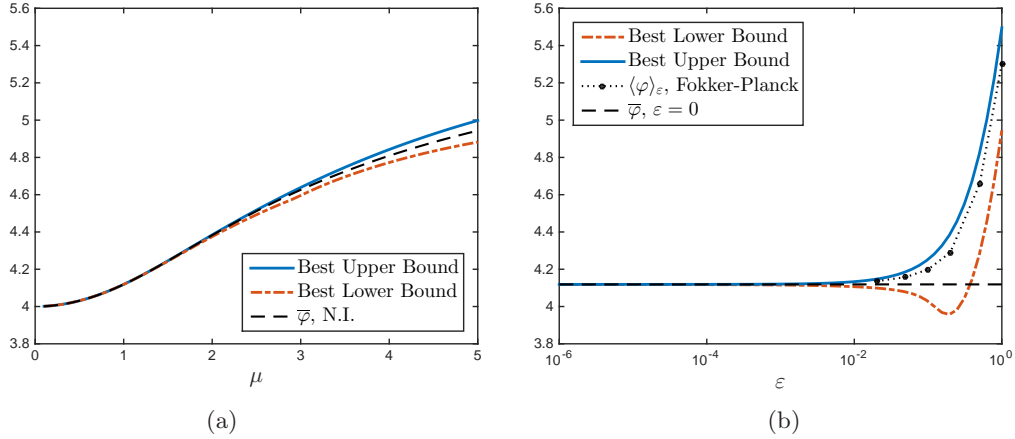 5.6
5.4
5.2
5
4.8
4.6
4.4
4.2
4
3.8
0
1
2
3
4
5
μ
Best Upper Bound
Best Lower Bound
φ̅, N.I.
(a)
5.6
5.4
5.2
5
4.8
4.6
4.4
4.2
4
3.8
10⁻⁶
10⁻⁴
10⁻²
10⁰
ε
Best Lower Bound
Best Upper Bound
⟨φ⟩ε, Fokker-Planck
φ̅, ε = 0
(b)